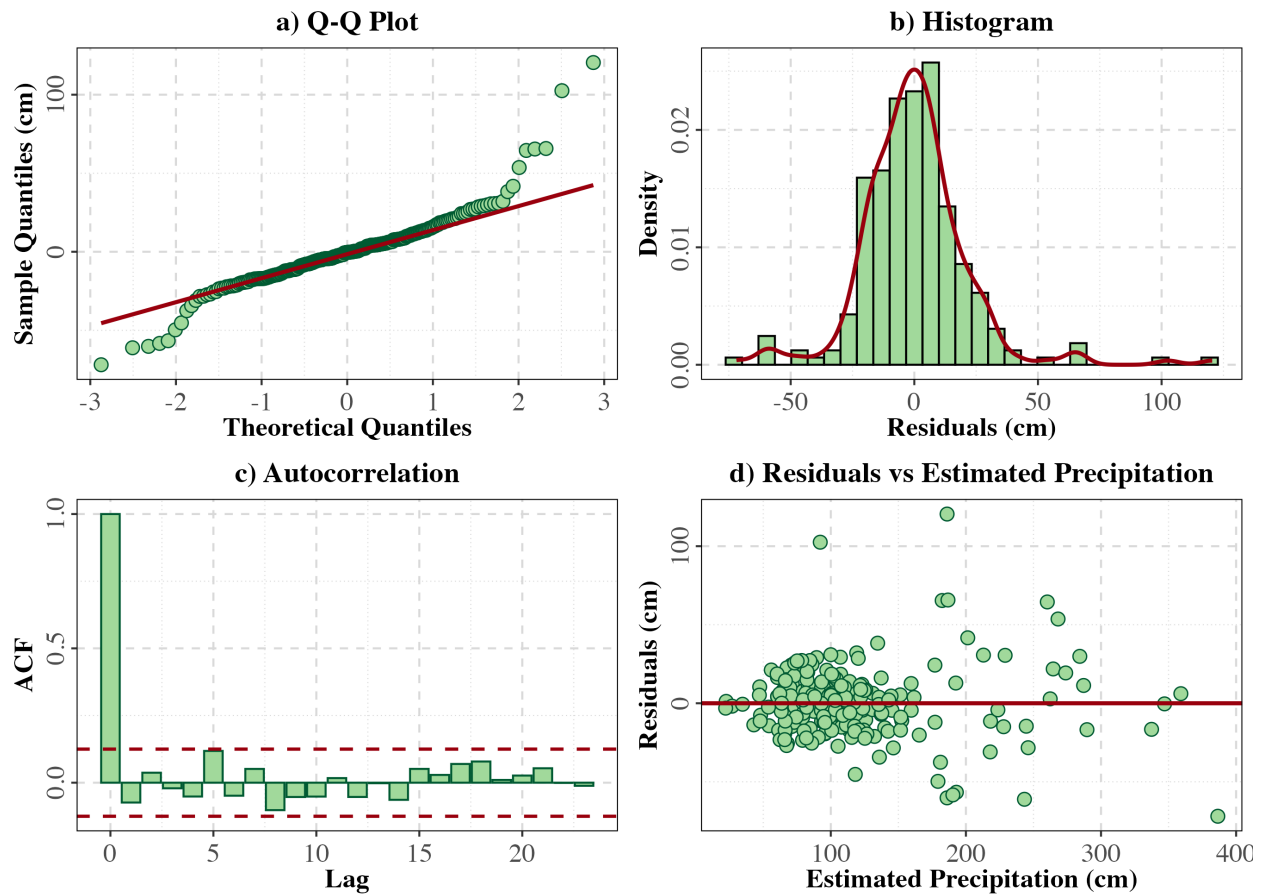 a) Q-Q Plot
Sample Quantiles (cm)
100
0
-3 -2 -1 0 1 2 3
Theoretical Quantiles
b) Histogram
Density
0.02
0.01
0.00
-50 0 50 100
Residuals (cm)
c) Autocorrelation
ACF
1.0
0.5
0.0
0 5 10 15 20
Lag
d) Residuals vs Estimated Precipitation
Residuals (cm)
100
0
100 200 300 400
Estimated Precipitation (cm)